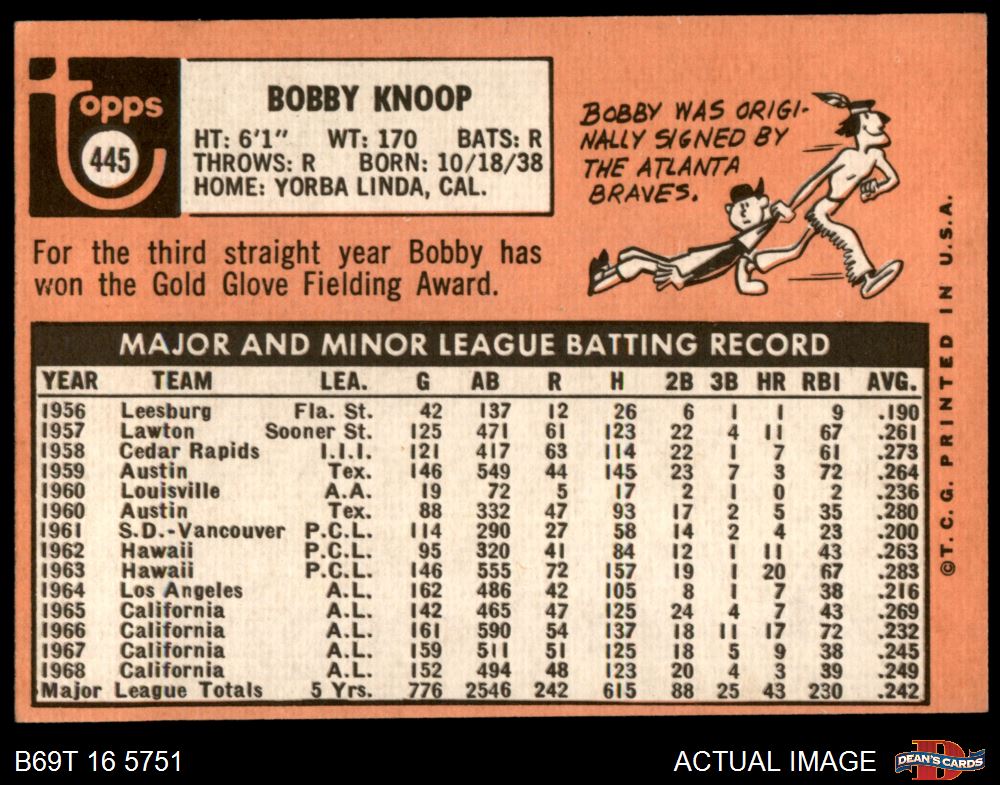 topps
445
BOBBY KNOOP
HT: 6'1" WT: 170 BATS: R
THROWS: R BORN: 10/18/38
HOME: YORBA LINDA, CAL.
BOBBY WAS ORIGI-
NALLY SIGNED BY
THE ATLANTA
BRAVES.
For the third straight year Bobby has
won the Gold Glove Fielding Award.
MAJOR AND MINOR LEAGUE BATTING RECORD
YEAR TEAM LEA. G AB R H 2B 3B HR RBI AVG.
1956 Leesburg Fla. St. 42 137 12 26 6 1 1 9 .190
1957 Lawton Sooner St. 125 471 61 123 22 4 11 67 .261
1958 Cedar Rapids I.I.I. 121 417 63 114 22 1 7 61 .273
1959 Austin Tex. 146 549 44 145 23 7 3 72 .264
1960 Louisville A.A. 19 72 5 17 2 1 0 2 .236
1960 Austin Tex. 88 332 47 93 17 2 5 35 .280
1961 S.D.-Vancouver P.C.L. 114 290 27 58 14 2 4 23 .200
1962 Hawaii P.C.L. 95 320 41 84 12 1 11 43 .263
1963 Hawaii P.C.L. 146 555 72 157 19 1 20 67 .283
1964 Los Angeles A.L. 162 486 42 105 8 1 7 38 .216
1965 California A.L. 142 465 47 125 24 4 7 43 .269
1966 California A.L. 161 590 54 137 18 11 17 72 .232
1967 California A.L. 159 511 51 125 18 5 9 38 .245
1968 California A.L. 152 494 48 123 20 4 3 39 .249
Major League Totals 5 Yrs. 776 2546 242 615 88 25 43 230 .242
©T. C. G. PRINTED IN U.S.A.
B69T 16 5751
ACTUAL IMAGE
DEAN'S CARDS